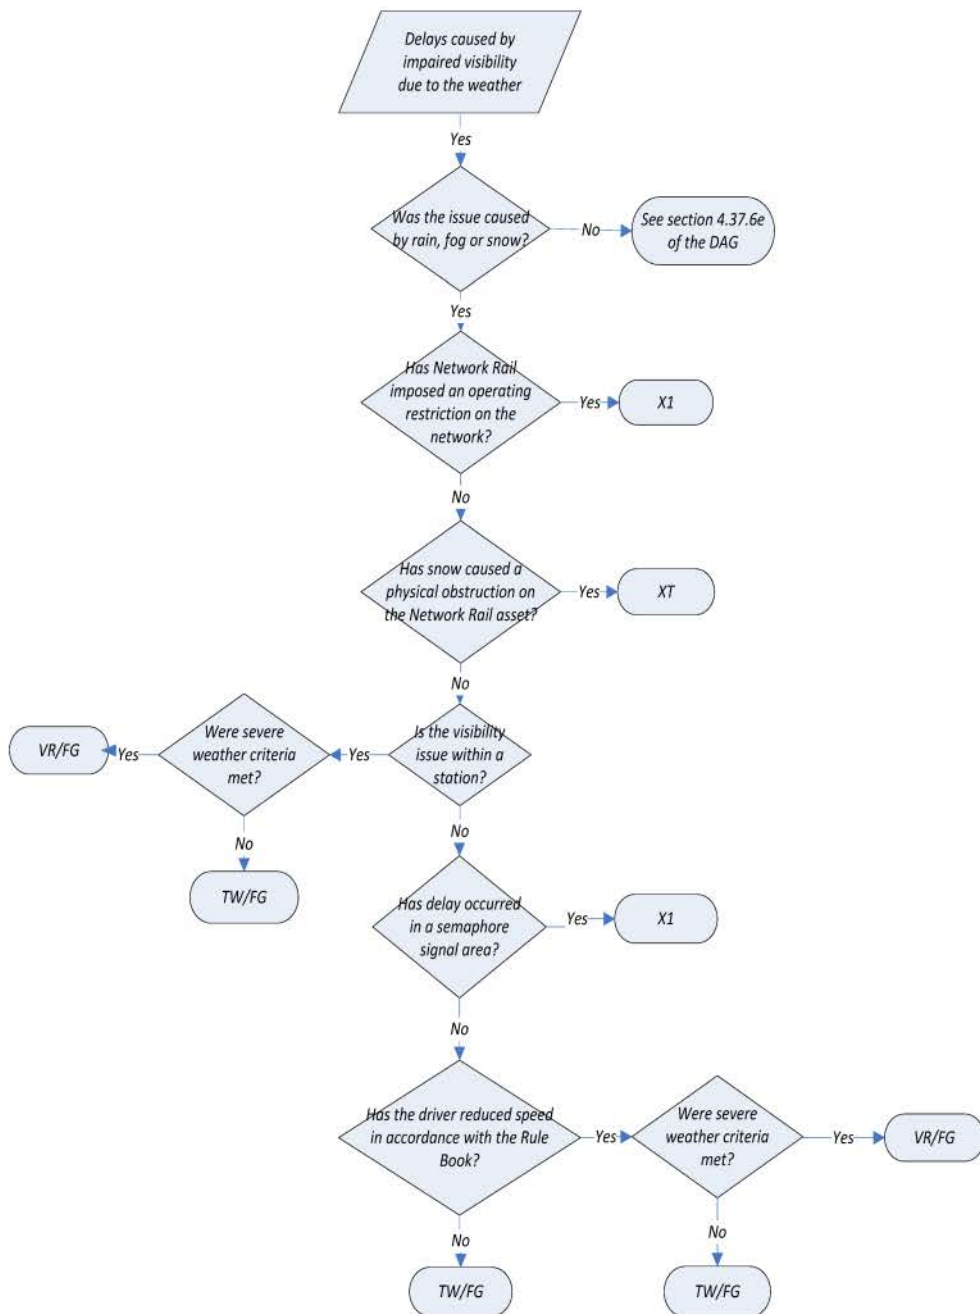 Delays caused by
impaired visibility
due to the weather
Yes
Was the issue caused
by rain, fog or snow?
No
See section 4.37.6e
of the DAG
Yes
Has Network Rail
imposed an operating
restriction on the
network?
Yes
X1
No
Has snow caused a
physical obstruction on
the Network Rail asset?
Yes
XT
No
Is the visibility
issue within a
station?
Yes
Were severe
weather criteria
met?
Yes
VR/FG
No
TW/FG
No
Has delay occurred
in a semaphore
signal area?
Yes
X1
No
Has the driver reduced speed
in accordance with the Rule
Book?
Yes
Were severe
weather criteria
met?
Yes
VR/FG
No
TW/FG
No
TW/FG